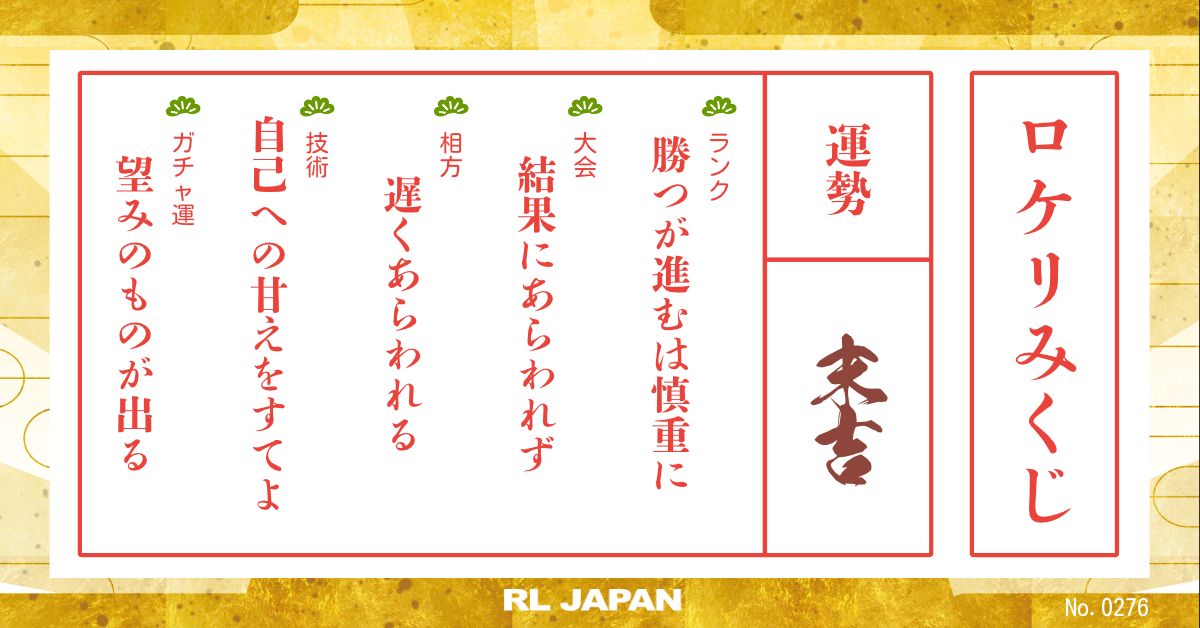 ロケリみくじ
運勢
末吉
ランク
勝つが進むは慎重に
大会
結果にあらわれず
相方
遅くあらわれる
技術
自己への甘えをすてよ
ガチャ運
望みのものが出る
RL JAPAN
No. 0276